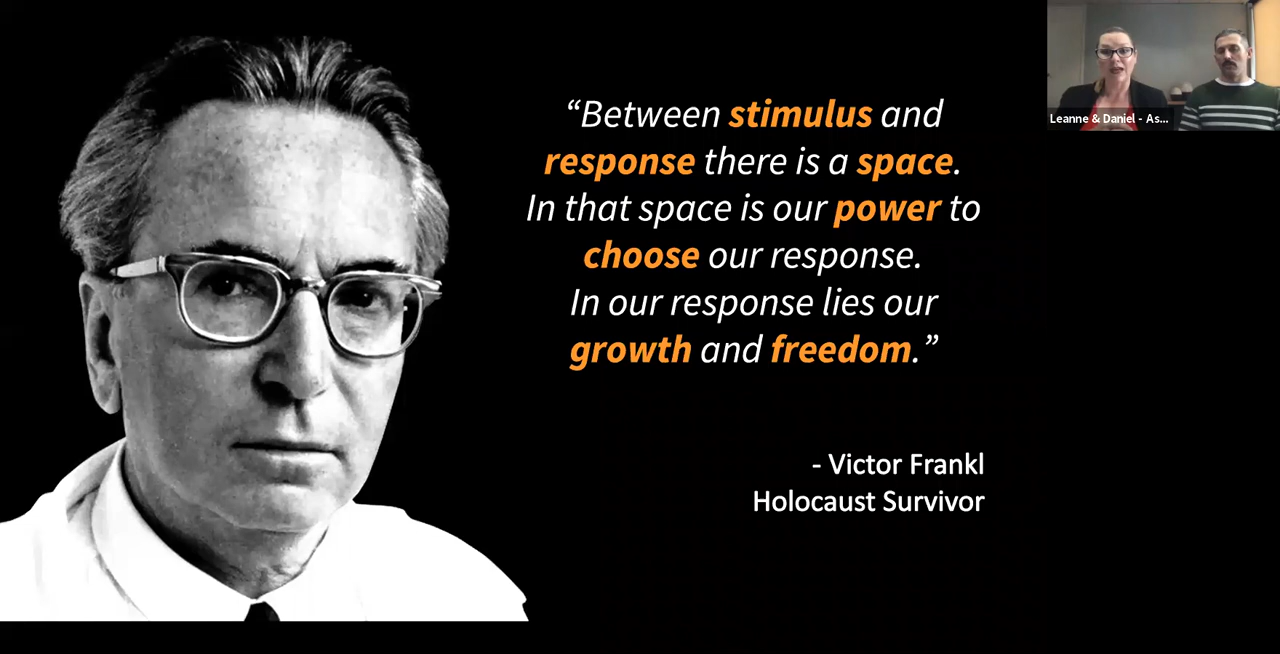 “Between stimulus and
response there is a space.
In that space is our power to
choose our response.
In our response lies our
growth and freedom.”
- Victor Frankl
Holocaust Survivor
Leanne & Daniel - As...